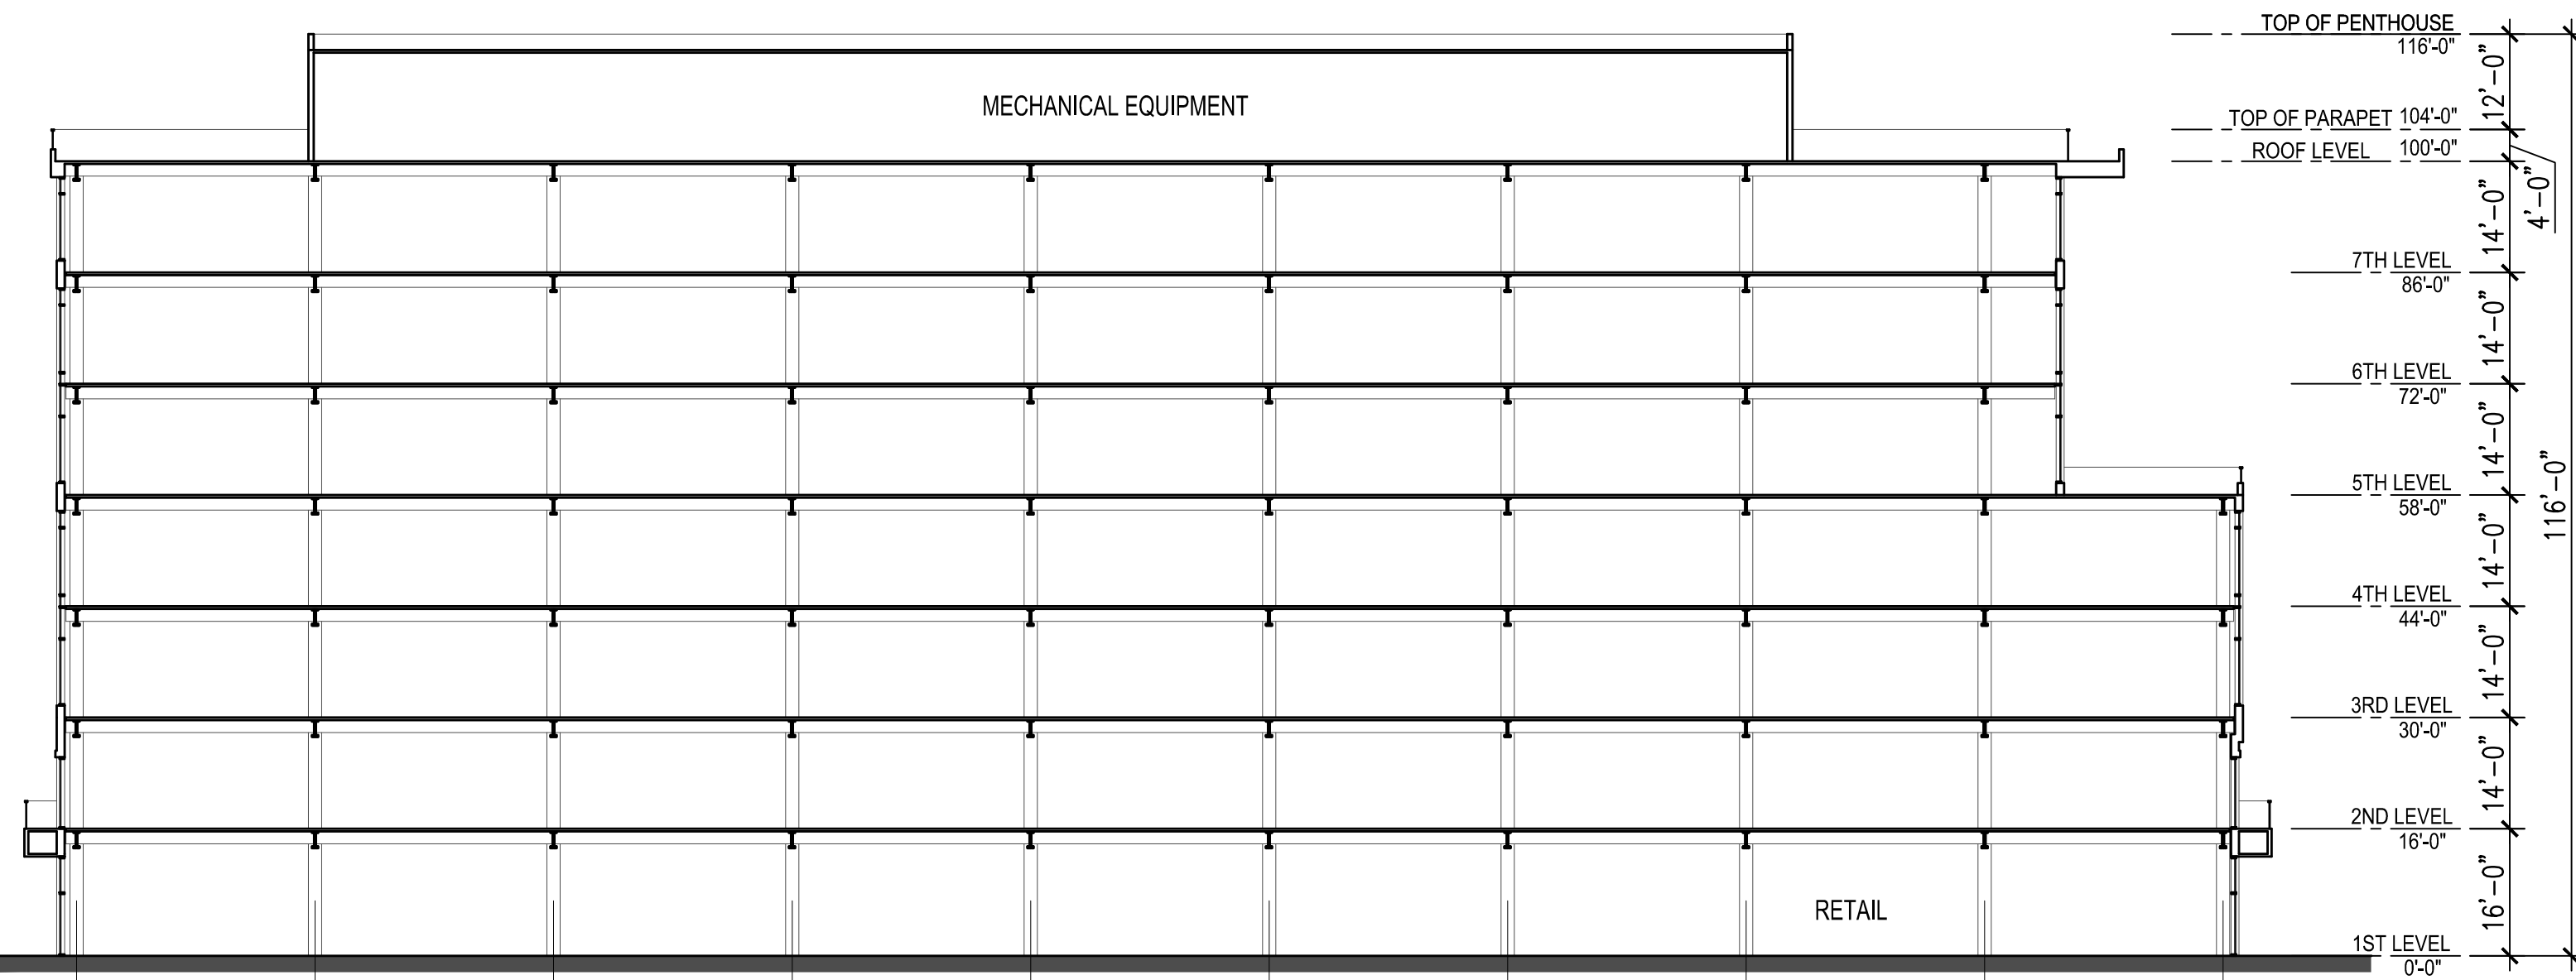 TOP OF PENTHOUSE
116'-0"
12'-0"
MECHANICAL EQUIPMENT
TOP OF PARAPET 104'-0"
ROOF LEVEL 100'-0"
4'-0"
14'-0"
7TH LEVEL
86'-0"
14'-0"
6TH LEVEL
72'-0"
14'-0"
116'-0"
5TH LEVEL
58'-0"
14'-0"
4TH LEVEL
44'-0"
14'-0"
3RD LEVEL
30'-0"
14'-0"
2ND LEVEL
16'-0"
16'-0"
RETAIL
1ST LEVEL
0'-0"